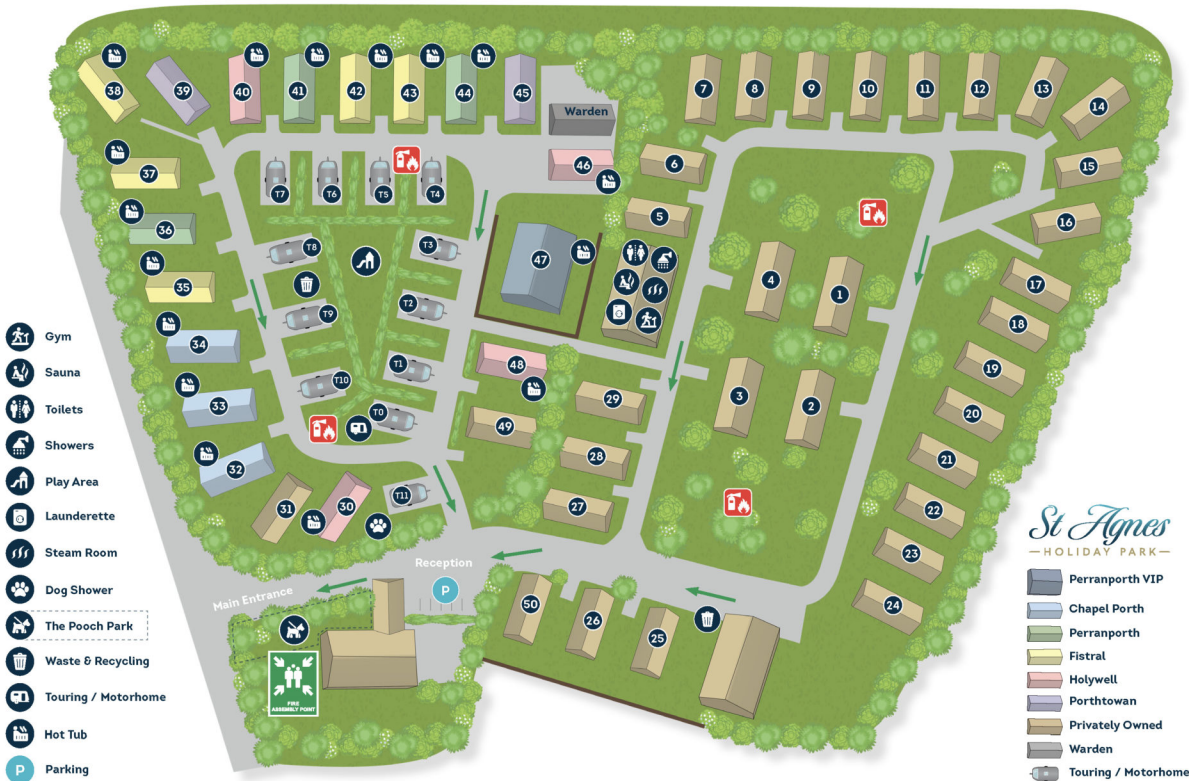 38
39
40
41
42
43
44
45
Warden
7
8
9
10
11
12
13
14
46
6
15
37
T7
T6
T5
T4
36
T8
T3
47
5
16
35
T9
T2
4
1
17
18
34
T10
T1
48
19
33
T0
49
29
3
2
20
32
28
21
31
30
T11
27
22
23
24
Reception
P
Main Entrance
50
26
25
FIRE
ASSEMBLY POINT
Gym
Sauna
Toilets
Showers
Play Area
Launderette
Steam Room
Dog Shower
The Pooch Park
Waste & Recycling
Touring / Motorhome
Hot Tub
P Parking
St Agnes
HOLIDAY PARK
Perranporth VIP
Chapel Porth
Perranporth
Fistral
Holywell
Porthtowan
Privately Owned
Warden
Touring / Motorhome